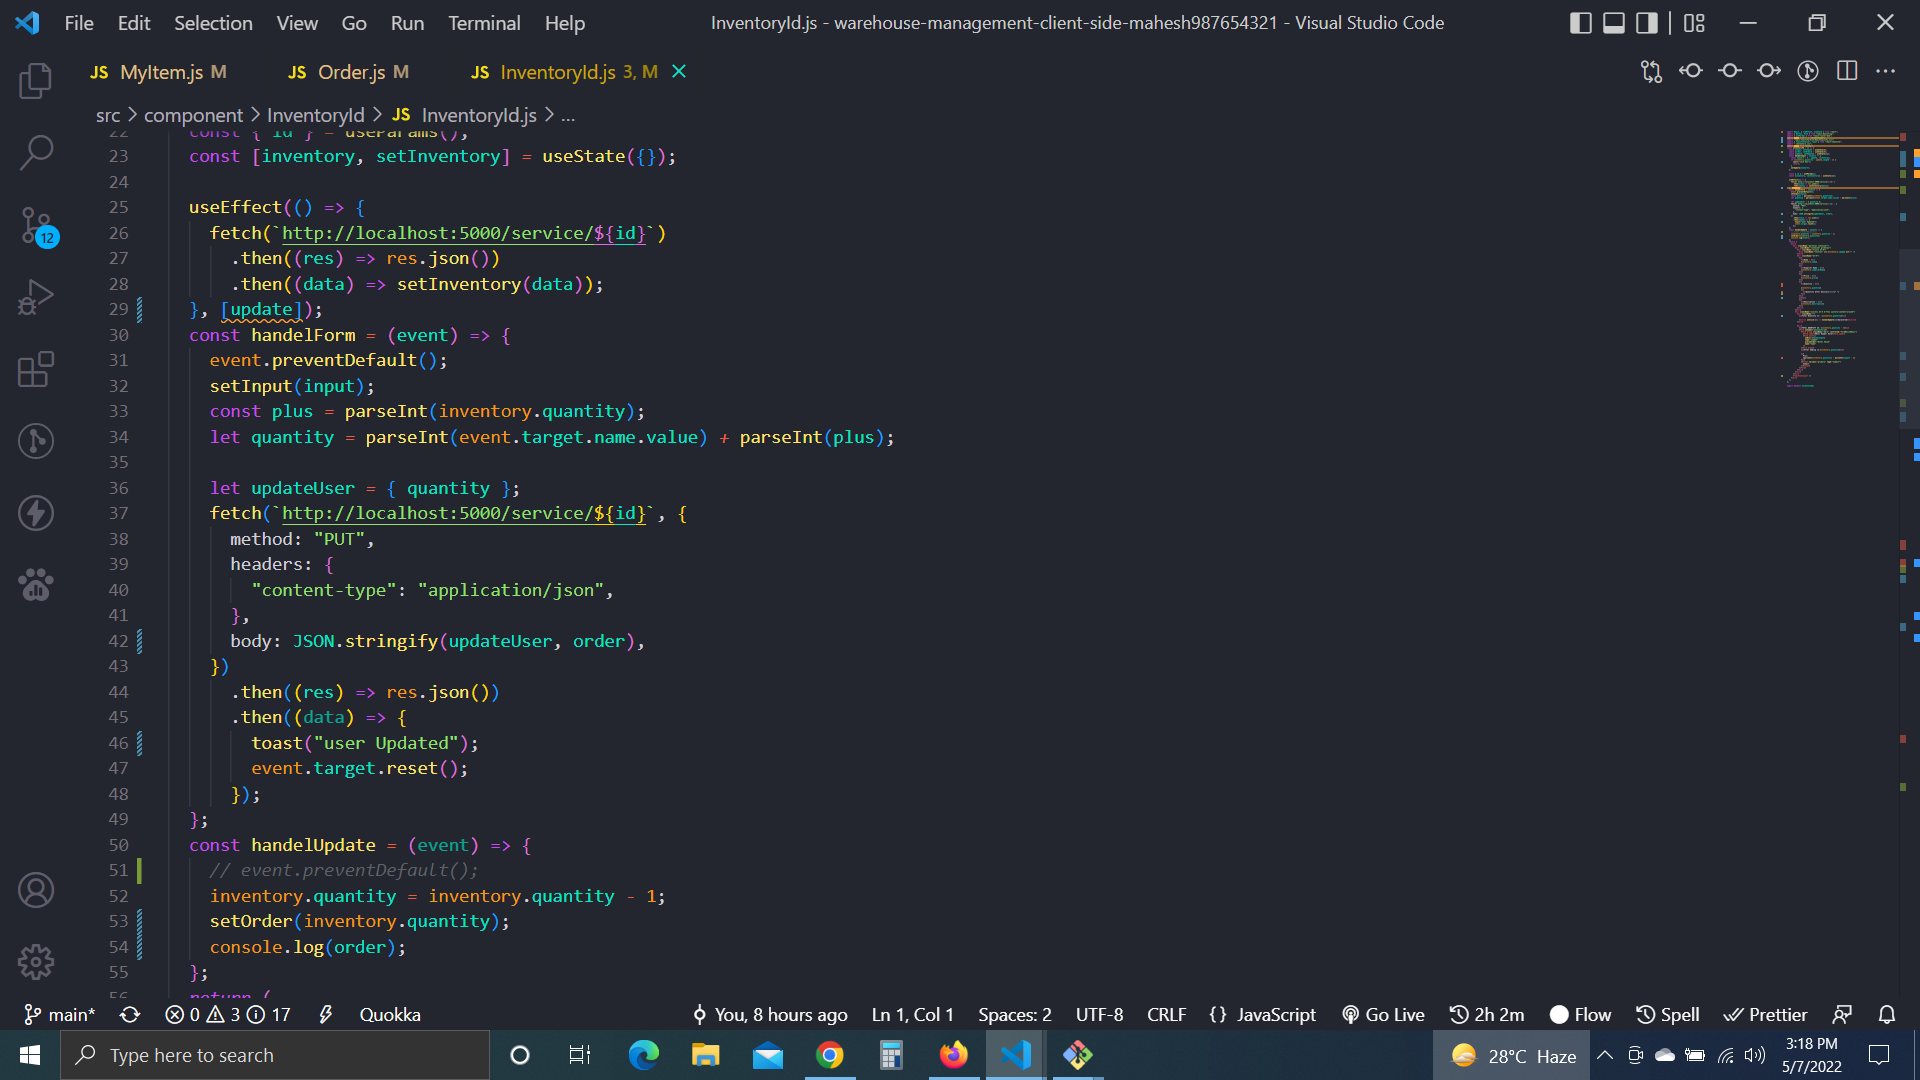 File Edit Selection View Go Run Terminal Help
InventoryId.js - warehouse-management-client-side-mahesh987654321 - Visual Studio Code
JS MyItem.js M JS Order.js M JS InventoryId.js 3, M
src > component > InventoryId > JS InventoryId.js > ...
22 const { id } = useParams();
23 const [inventory, setInventory] = useState({});
24
25 useEffect(() => {
26 fetch(`http://localhost:5000/service/${id}`)
27 .then((res) => res.json())
28 .then((data) => setInventory(data));
29 }, [update]);
30 const handelForm = (event) => {
31 event.preventDefault();
32 setInput(input);
33 const plus = parseInt(inventory.quantity);
34 let quantity = parseInt(event.target.name.value) + parseInt(plus);
35
36 let updateUser = { quantity };
37 fetch(`http://localhost:5000/service/${id}`, {
38 method: "PUT",
39 headers: {
40 "content-type": "application/json",
41 },
42 body: JSON.stringify(updateUser, order),
43 })
44 .then((res) => res.json())
45 .then((data) => {
46 toast("user Updated");
47 event.target.reset();
48 });
49 };
50 const handelUpdate = (event) => {
51 // event.preventDefault();
52 inventory.quantity = inventory.quantity - 1;
53 setOrder(inventory.quantity);
54 console.log(order);
55 };
56 return (
12
main* 0 3 17 Quokka You, 8 hours ago Ln 1, Col 1 Spaces: 2 UTF-8 CRLF {} JavaScript Go Live 2h 2m Flow Spell Prettier
Type here to search
28°C Haze
3:18 PM
5/7/2022